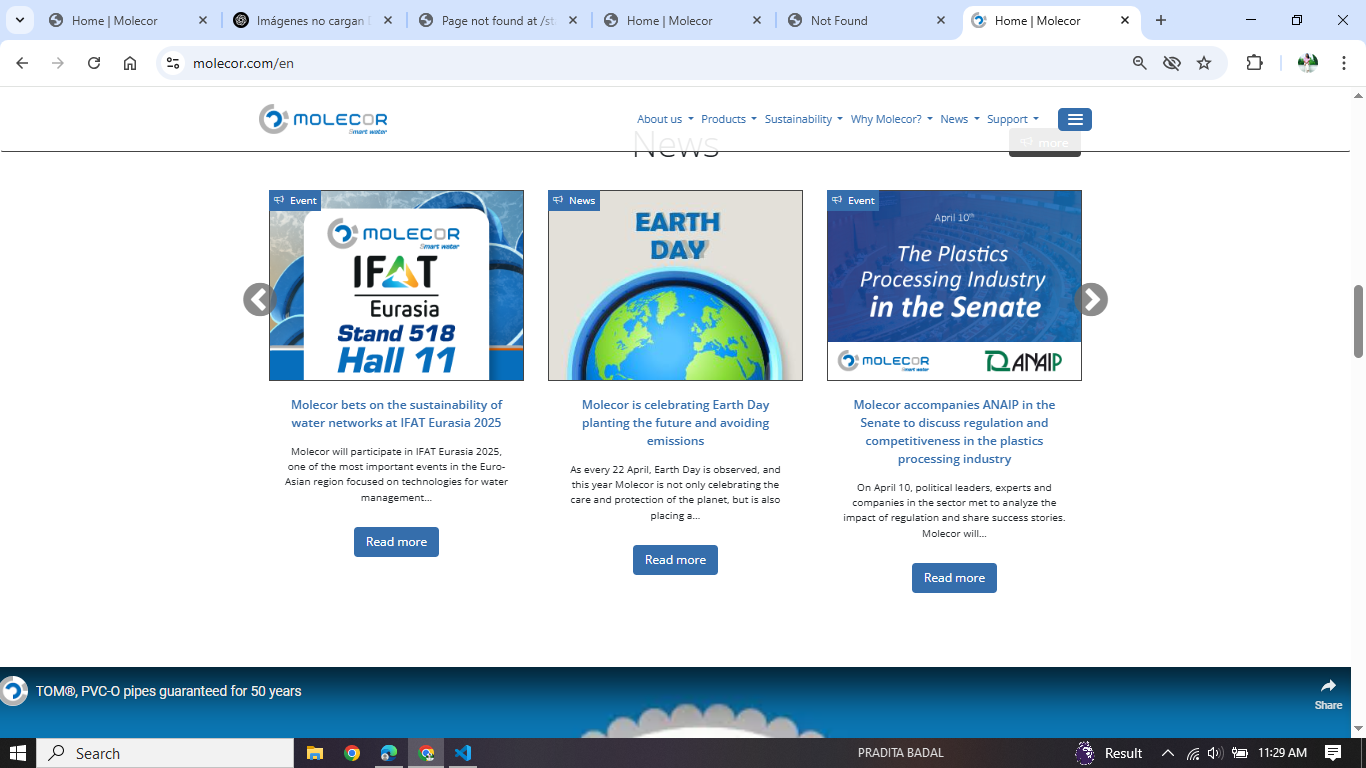 Home | Molecor
Imágenes no cargan
Page not found at /st
Home | Molecor
Not Found
Home | Molecor
molecor.com/en
MOLECOR
Smart water
About us
Products
Sustainability
Why Molecor?
News
Support
News
more
Event
MOLECOR
Smart water
IFAT
Eurasia
Stand 518
Hall 11
Molecor bets on the sustainability of
water networks at IFAT Eurasia 2025
Molecor will participate in IFAT Eurasia 2025,
one of the most important events in the Euro-
Asian region focused on technologies for water
management...
Read more
News
EARTH
DAY
Molecor is celebrating Earth Day
planting the future and avoiding
emissions
As every 22 April, Earth Day is observed, and
this year Molecor is not only celebrating the
care and protection of the planet, but is also
placing a...
Read more
Event
April 10th
The Plastics
Processing Industry
in the Senate
MOLECOR
Smart water
ANAIP
Molecor accompanies ANAIP in the
Senate to discuss regulation and
competitiveness in the plastics
processing industry
On April 10, political leaders, experts and
companies in the sector met to analyze the
impact of regulation and share success stories.
Molecor will...
Read more
TOM®, PVC-O pipes guaranteed for 50 years
Share
Search
PRADITA BADAL
Result
11:29 AM